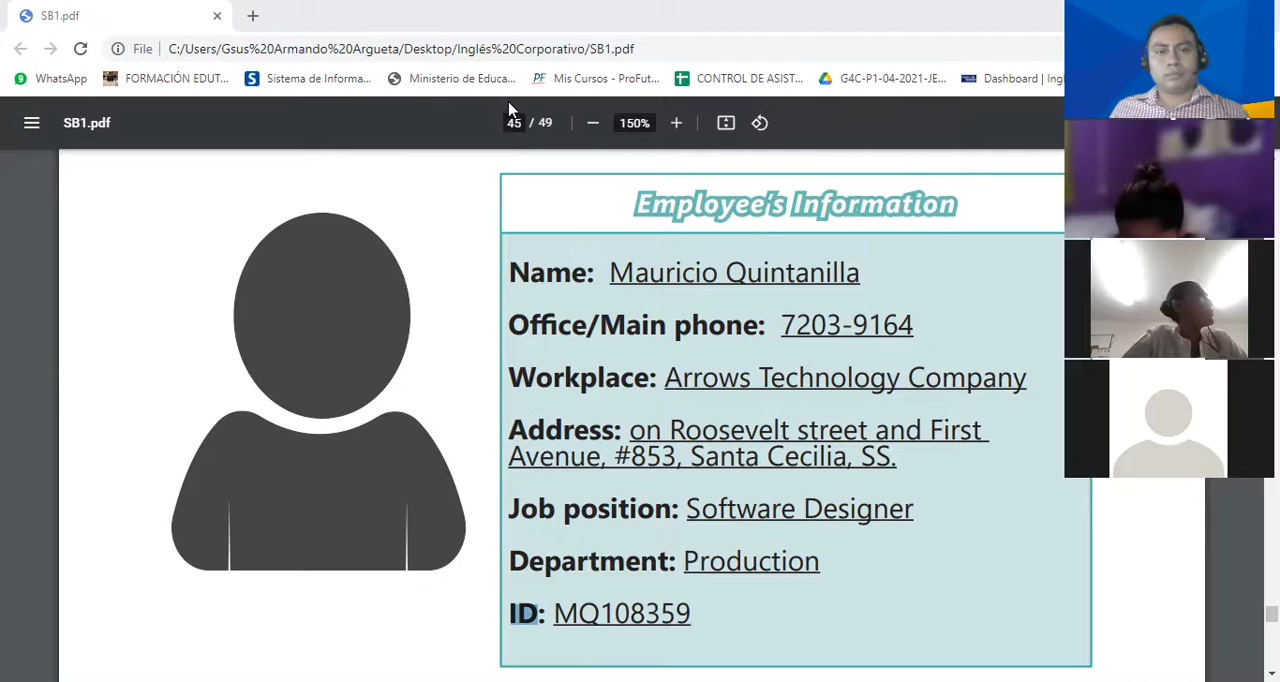 SB1.pdf
File
C:/Users/Gsus%20Armando%20Argueta/Desktop/Inglés%20Corporativo/SB1.pdf
WhatsApp
FORMACIÓN EDUT...
Sistema de Informa...
Ministerio de Educa...
Mis Cursos - ProFut...
CONTROL DE ASIST...
G4C-P1-04-2021-JE...
Dashboard | Ingl
SB1.pdf
45 / 49
150%
Employee's Information
Name: Mauricio Quintanilla
Office/Main phone: 7203-9164
Workplace: Arrows Technology Company
Address: on Roosevelt street and First
Avenue, #853, Santa Cecilia, SS.
Job position: Software Designer
Department: Production
ID: MQ108359